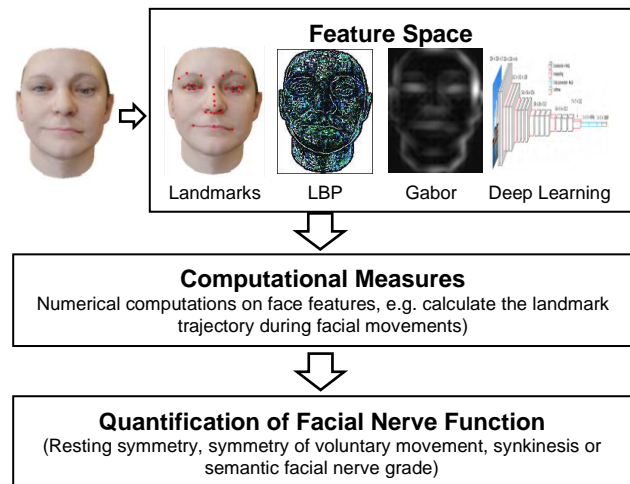 Feature Space
Landmarks
LBP
Gabor
Deep Learning
Computational Measures
Numerical computations on face features, e.g. calculate the landmark
trajectory during facial movements)
Quantification of Facial Nerve Function
(Resting symmetry, symmetry of voluntary movement, synkinesis or
semantic facial nerve grade)